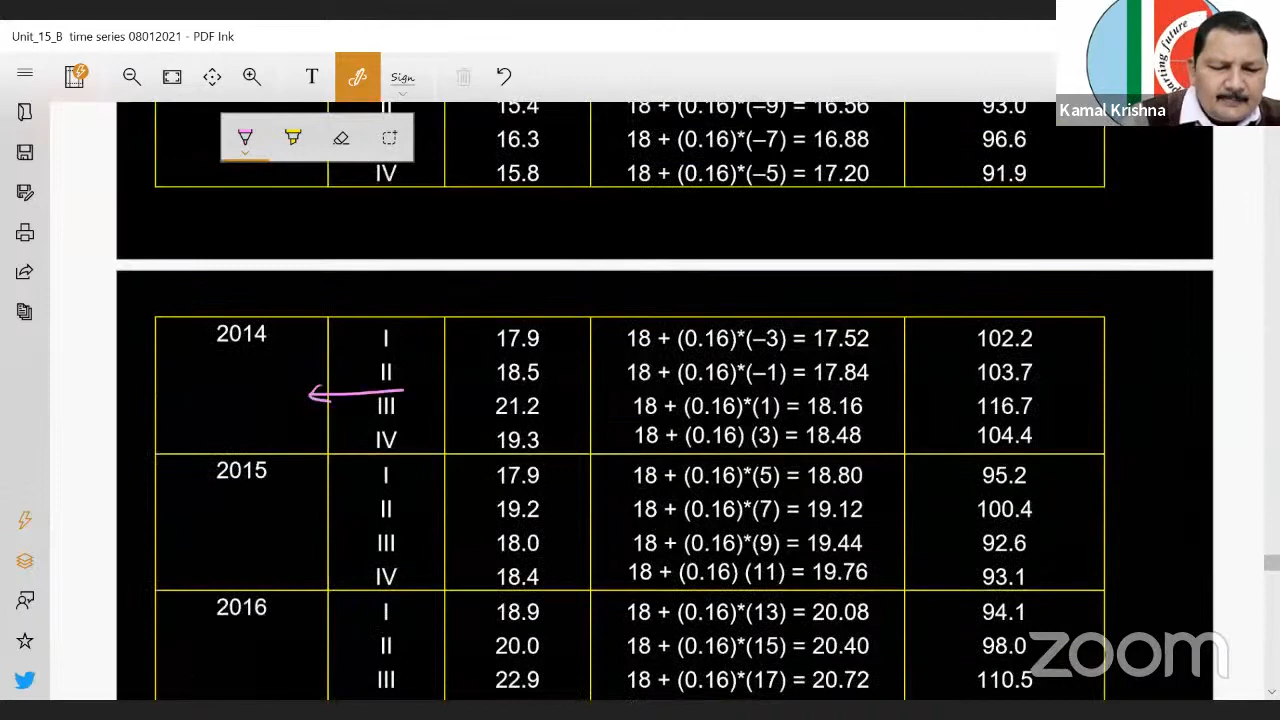 Unit_15_B time series 08012021 - PDF Ink
T
Sign
parting future
Kamal Krishna
II 15.4 18 + (0.16)*(–9) = 16.56 93.0
16.3 18 + (0.16)*(–7) = 16.88 96.6
IV 15.8 18 + (0.16)*(–5) = 17.20 91.9
2014 I 17.9 18 + (0.16)*(–3) = 17.52 102.2
II 18.5 18 + (0.16)*(–1) = 17.84 103.7
III 21.2 18 + (0.16)*(1) = 18.16 116.7
IV 19.3 18 + (0.16) (3) = 18.48 104.4
2015 I 17.9 18 + (0.16)*(5) = 18.80 95.2
II 19.2 18 + (0.16)*(7) = 19.12 100.4
III 18.0 18 + (0.16)*(9) = 19.44 92.6
IV 18.4 18 + (0.16) (11) = 19.76 93.1
2016 I 18.9 18 + (0.16)*(13) = 20.08 94.1
II 20.0 18 + (0.16)*(15) = 20.40 98.0
III 22.9 18 + (0.16)*(17) = 20.72 110.5
zoom